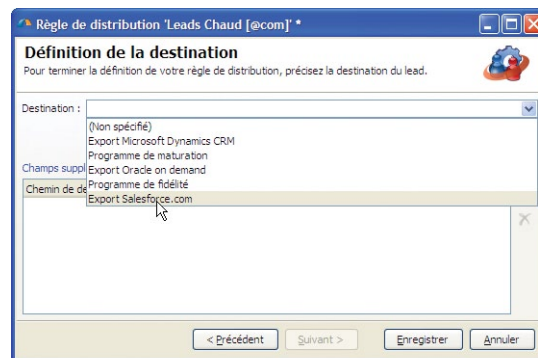 Règle de distribution 'Leads Chaud [@com]' *
Définition de la destination
Pour terminer la définition de votre règle de distribution, précisez la destination du lead.
Destination :
(Non spécifié)
Export Microsoft Dynamics CRM
Programme de maturation
Champs suppl Export Oracle on demand
Programme de fidélité
Chemin de de
Export Salesforce.com
< Précédent Suivant > Enregistrer Annuler